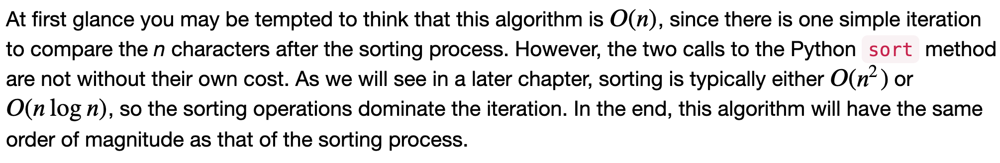 At first glance you may be tempted to think that this algorithm is O(n), since there is one simple iteration
to compare the n characters after the sorting process. However, the two calls to the Python sort method
are not without their own cost. As we will see in a later chapter, sorting is typically either O(n²) or
O(n log n), so the sorting operations dominate the iteration. In the end, this algorithm will have the same
order of magnitude as that of the sorting process.